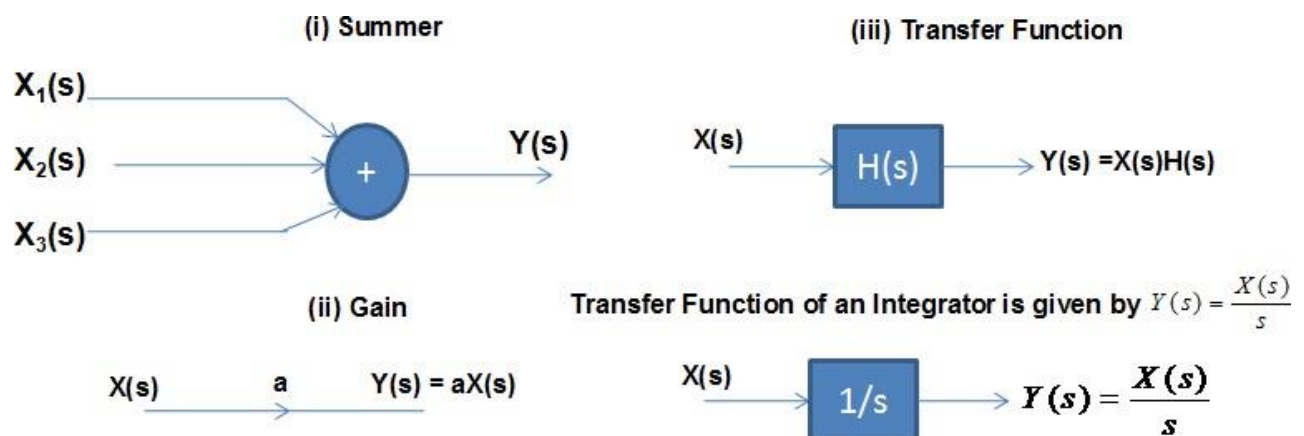 (i) Summer
X₁(s)
X₂(s)
X₃(s)
+
Y(s)
(ii) Gain
X(s)
a
Y(s) = aX(s)
(iii) Transfer Function
X(s)
H(s)
Y(s) =X(s)H(s)
Transfer Function of an Integrator is given by Y(s) = X(s)/s
X(s)
1/s
Y(s) = X(s)/s